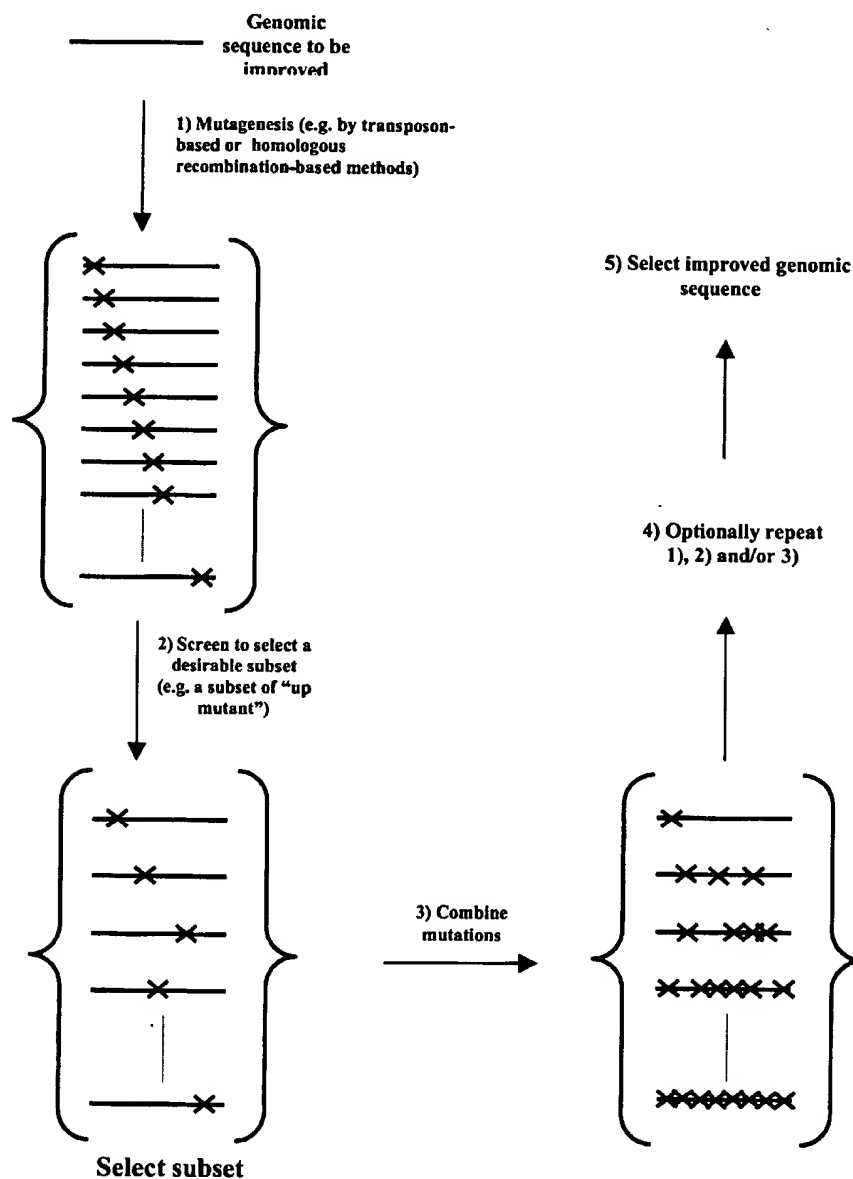 Genomic
sequence to be
improved
1) Mutagenesis (e.g. by transposon-
based or homologous
recombination-based methods)
2) Screen to select a
desirable subset
(e.g. a subset of “up
mutant”)
Select subset
3) Combine
mutations
4) Optionally repeat
1), 2) and/or 3)
5) Select improved genomic
sequence